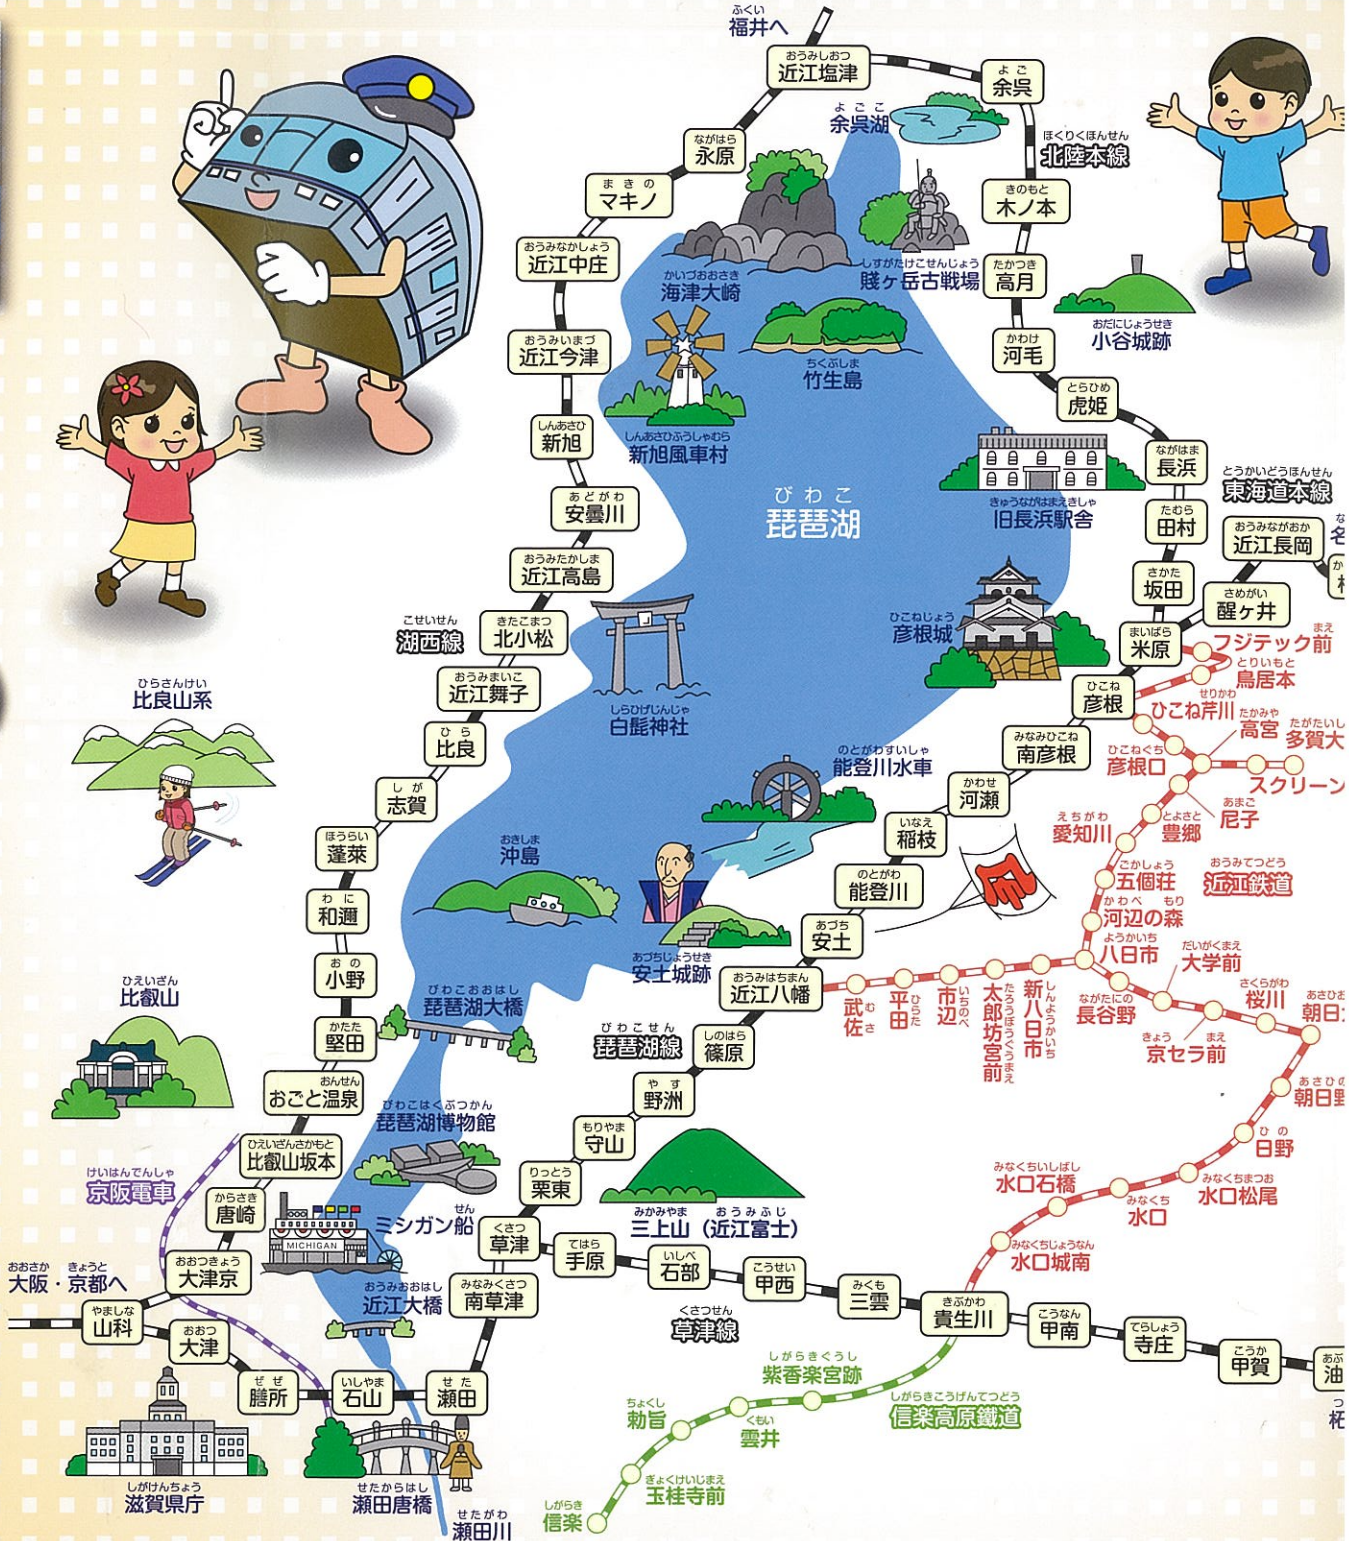 ふくい
福井へ
おうみしおつ
近江塩津
よご
余呉
よごこ
余呉湖
ほくりくほんせん
北陸本線
ながはら
永原
まきの
マキノ
きのもと
木ノ本
おうみなかしょう
近江中庄
かいづおおさき
海津大崎
しずがたけこせんじょう
賤ヶ岳古戦場
たかつき
高月
おだにじょうせき
小谷城跡
おうみいまづ
近江今津
ちくぶしま
竹生島
かわけ
河毛
とらひめ
虎姫
しんあさひ
新旭
しんあさひふうしゃむら
新旭風車村
ながはま
長浜
とうかいどうほんせん
東海道本線
びわこ
琵琶湖
きゅうながはまえきしゃ
旧長浜駅舎
あどがわ
安曇川
たむら
田村
おうみながおか
近江長岡
おうみたかしま
近江高島
さかた
坂田
さめがい
醒ヶ井
こせいせん
湖西線
きたこまつ
北小松
ひこねじょう
彦根城
まいばら
米原
まえ
フジテック前
とりいもと
鳥居本
おうみまいこ
近江舞子
ひらさんけい
比良山系
しらひげじんじゃ
白髭神社
ひこね
彦根
せりかわ
ひこね芹川
たかみや
高宮
たがたいし
多賀大
ひら
比良
みなみひこね
南彦根
ひこねぐち
彦根口
スクリーン
のとがわすいしゃ
能登川水車
かわせ
河瀬
しが
志賀
あまご
尼子
とよさと
豊郷
えちがわ
愛知川
ほうらい
蓬莱
おきしま
沖島
いなえ
稲枝
のとがわ
能登川
ごかしょう
五個荘
おうみてつどう
近江鉄道
わに
和邇
かわべ もり
河辺の森
あづち
安土
あづちじょうせき
安土城跡
ようかいち
八日市
だいがくまえ
大学前
おの
小野
おうみはちまん
近江八幡
むさ
武佐
ひらた
平田
いちのべ
市辺
たろうぼうぐうまえ
太郎坊宮前
しんようかいち
新八日市
ながたにの
長谷野
さくらがわ
桜川
きょう まえ
京セラ前
ひえいざん
比叡山
びわこおおはし
琵琶湖大橋
かたた
堅田
びわこせん
琵琶湖線
しのはら
篠原
おんせん
おごと温泉
やす
野洲
あさひの
朝日野
びわこはくぶつかん
琵琶湖博物館
もりやま
守山
ひの
日野
ひえいざんさかもと
比叡山坂本
けいはんでんしゃ
京阪電車
りっとう
栗東
みなくちまつお
水口松尾
みなくち
水口
みなくちいしばし
水口石橋
からさき
唐崎
MICHIGAN
せん
ミシガン船
みかみやま おうみふじ
三上山（近江富士）
くさつ
草津
てはら
手原
いしべ
石部
こうせい
甲西
みくも
三雲
みなくちじょうなん
水口城南
おおさか きょうと
大阪・京都へ
おおつきょう
大津京
やましな
山科
おおつ
大津
おうみおおはし
近江大橋
みなみくさつ
南草津
くさつせん
草津線
きぶかわ
貴生川
こうなん
甲南
てらしょう
寺庄
こうか
甲賀
あぶ
油
ぜぜ
膳所
いしやま
石山
せた
瀬田
しがらきぐうし
紫香楽宮跡
しがらきこうげんてつどう
信楽高原鐵道
くもい
雲井
ちょくし
勅旨
ぎょくけいじまえ
玉桂寺前
しがらき
信楽
しがけんちょう
滋賀県庁
せたからはし
瀬田唐橋
せたがわ
瀬田川